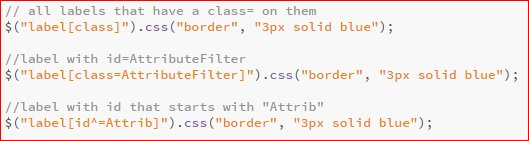 // all labels that have a class= on them
$("label[class]").css("border", "3px solid blue");
//label with id=AttributeFilter
$("label[class=AttributeFilter]").css("border", "3px solid blue");
//label with id that starts with "Attrib"
$("label[id^=Attrib]").css("border", "3px solid blue");